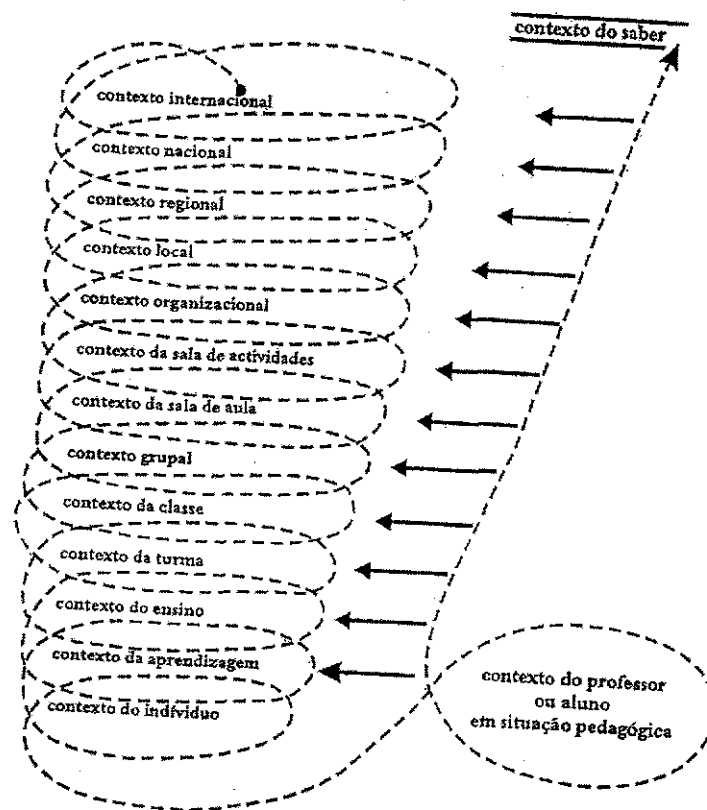 contexto do saber
contexto internacional
contexto nacional
contexto regional
contexto local
contexto organizacional
contexto da sala de actividades
contexto da sala de aula
contexto grupal
contexto da classe
contexto da turma
contexto do ensino
contexto da aprendizagem
contexto do indivíduo
contexto do professor
ou aluno
em situação pedagógica